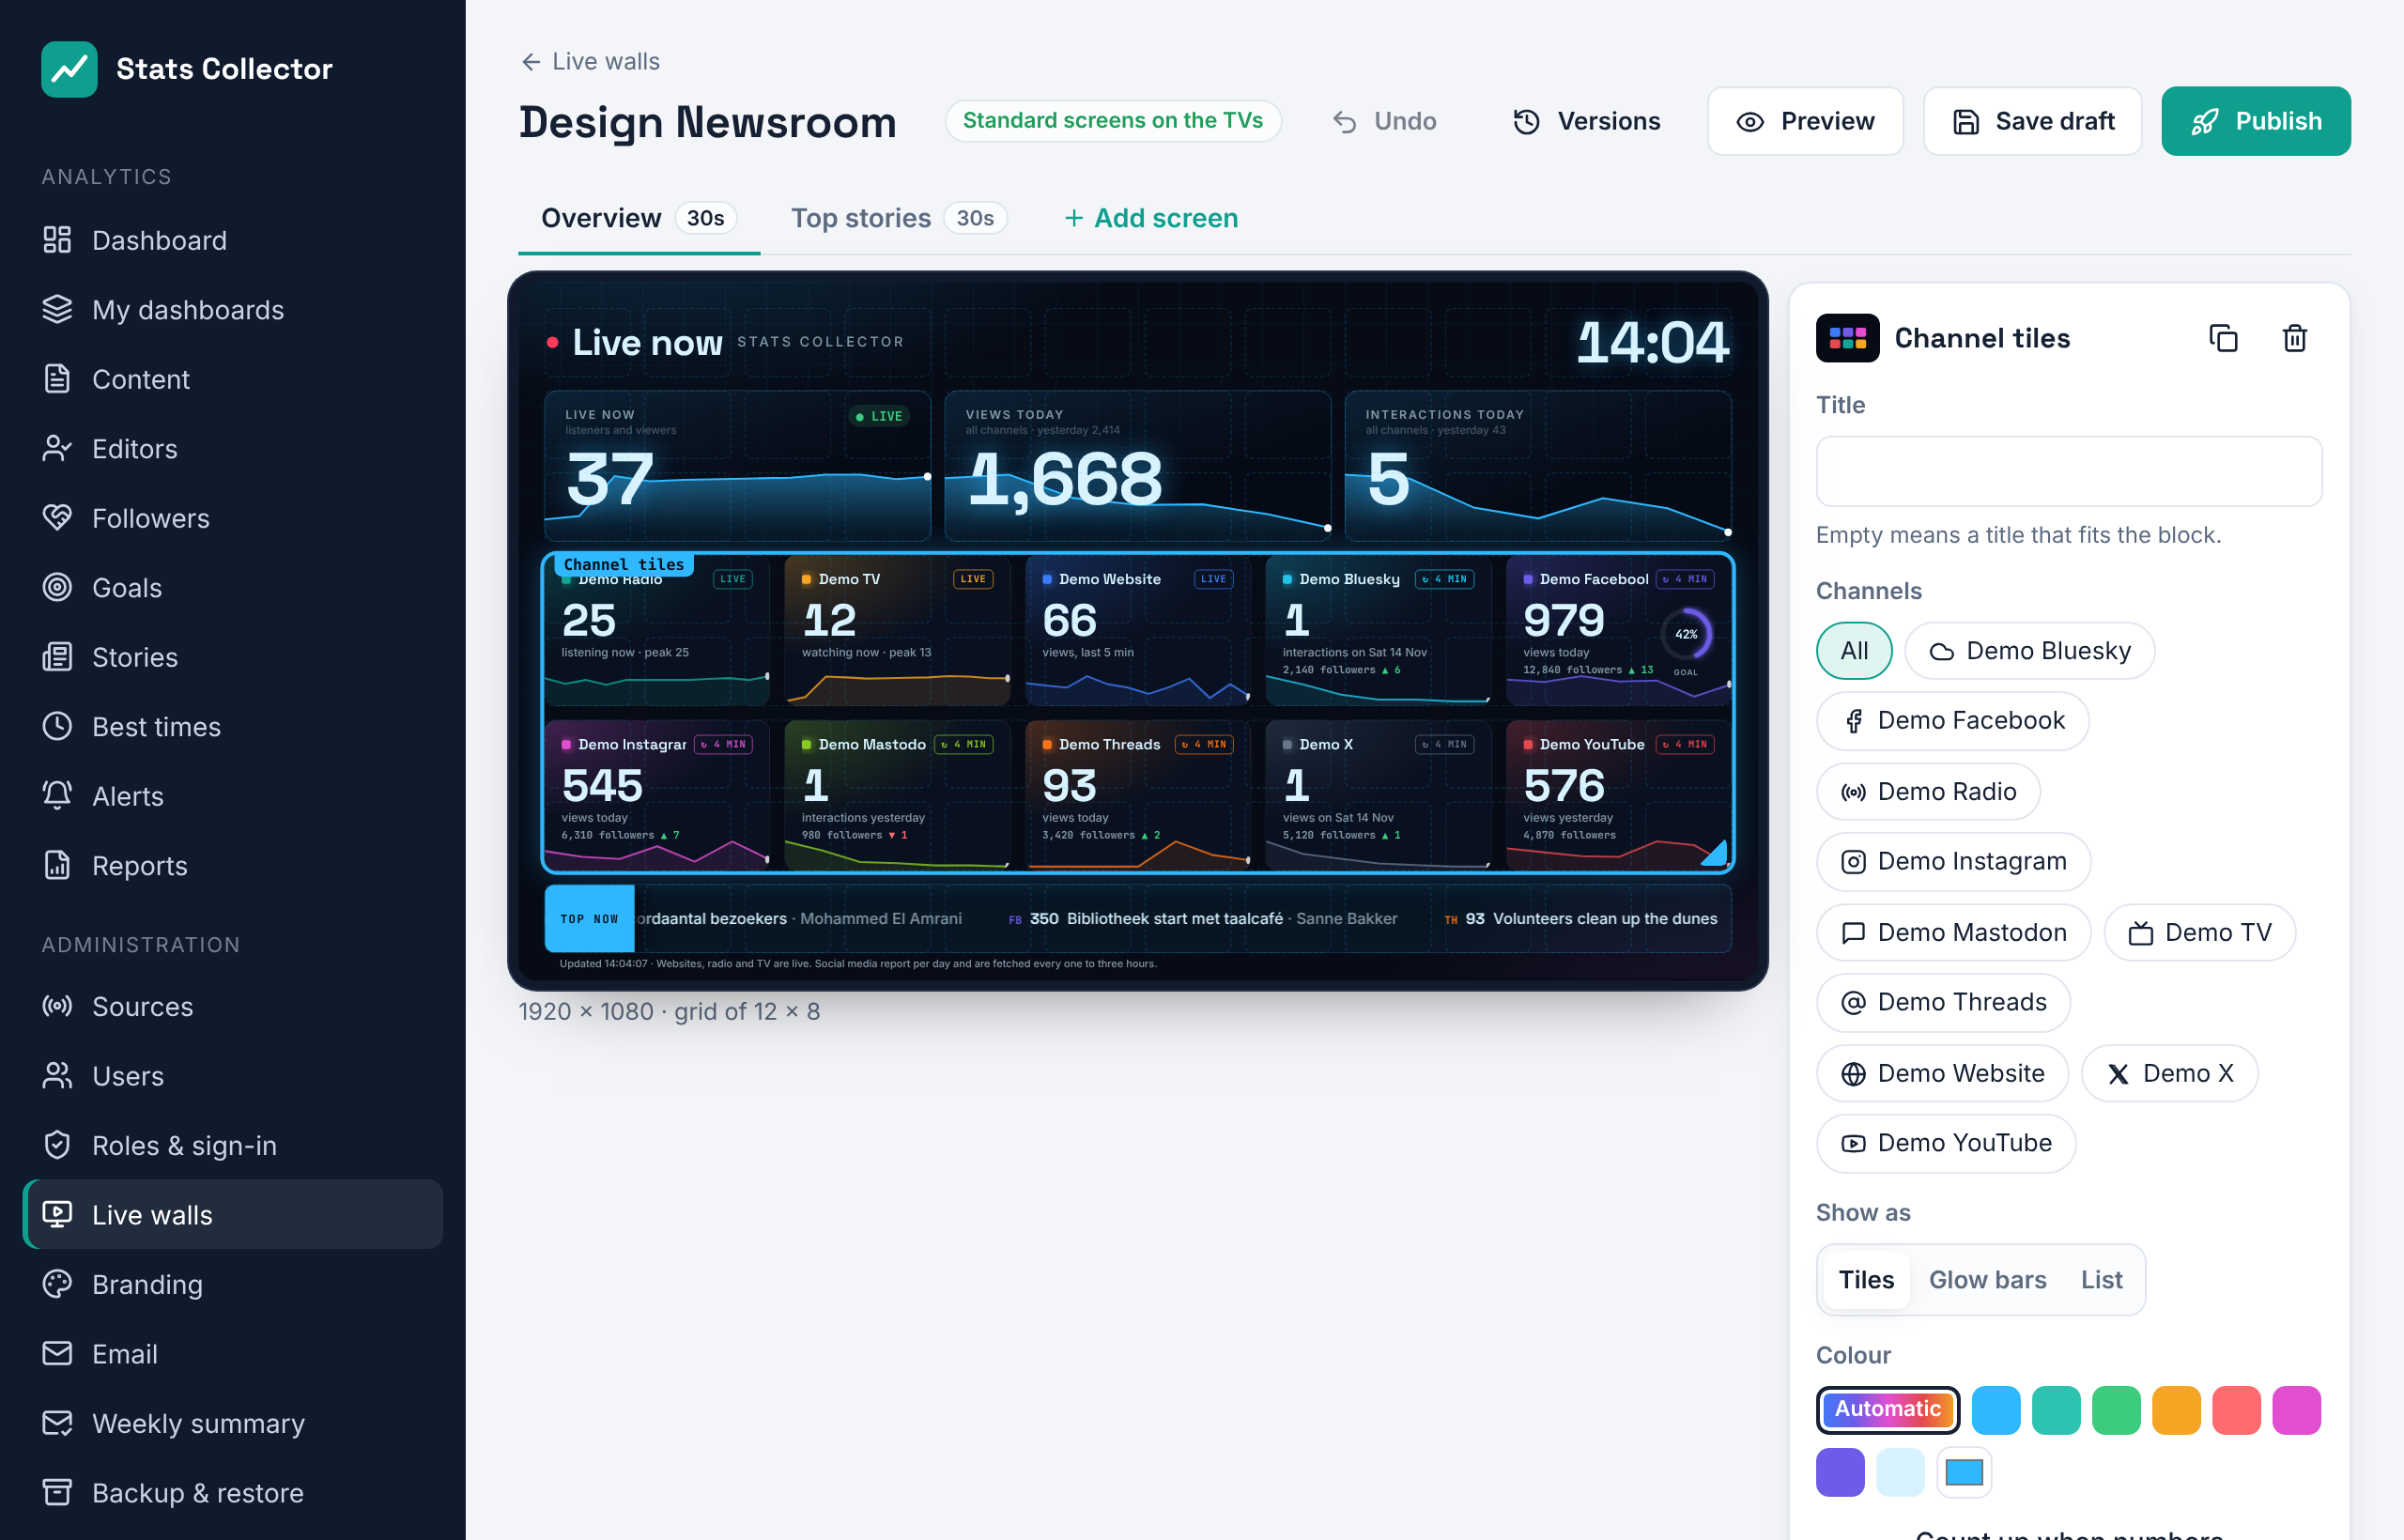 Stats Collector
ANALYTICS
Dashboard
My dashboards
Content
Editors
Followers
Goals
Stories
Best times
Alerts
Reports
ADMINISTRATION
Sources
Users
Roles & sign-in
Live walls
Branding
Email
Weekly summary
Backup & restore
Live walls
Design Newsroom
Standard screens on the TVs
Undo
Versions
Preview
Save draft
Publish
Overview 30s
Top stories 30s
+ Add screen
Live now STATS COLLECTOR
14:04
LIVE NOW
listeners and viewers
LIVE
37
VIEWS TODAY
all channels · yesterday 2,414
1,668
INTERACTIONS TODAY
all channels · yesterday 43
5
Channel tiles
Demo Radio LIVE
25
listening now · peak 25
Demo TV LIVE
12
watching now · peak 13
Demo Website LIVE
66
views, last 5 min
Demo Bluesky ↻ 4 MIN
1
interactions on Sat 14 Nov
2,140 followers ▲ 6
Demo Facebool ↻ 4 MIN
979
views today
12,840 followers ▲ 13
42%
GOAL
Demo Instagrar ↻ 4 MIN
545
views today
6,310 followers ▲ 7
Demo Mastodo ↻ 4 MIN
1
interactions yesterday
980 followers ▼ 1
Demo Threads ↻ 4 MIN
93
views today
3,420 followers ▲ 2
Demo X ↻ 4 MIN
1
views on Sat 14 Nov
5,120 followers ▲ 1
Demo YouTube ↻ 4 MIN
576
views yesterday
4,870 followers
TOP NOW
ordaantal bezoekers · Mohammed El Amrani FB 350 Bibliotheek start met taalcafé · Sanne Bakker TH 93 Volunteers clean up the dunes
Updated 14:04:07 · Websites, radio and TV are live. Social media report per day and are fetched every one to three hours.
1920 × 1080 · grid of 12 × 8
Channel tiles
Title
Empty means a title that fits the block.
Channels
All
Demo Bluesky
Demo Facebook
Demo Radio
Demo Instagram
Demo Mastodon
Demo TV
Demo Threads
Demo Website
Demo X
Demo YouTube
Show as
Tiles
Glow bars
List
Colour
Automatic
Count up when numbers